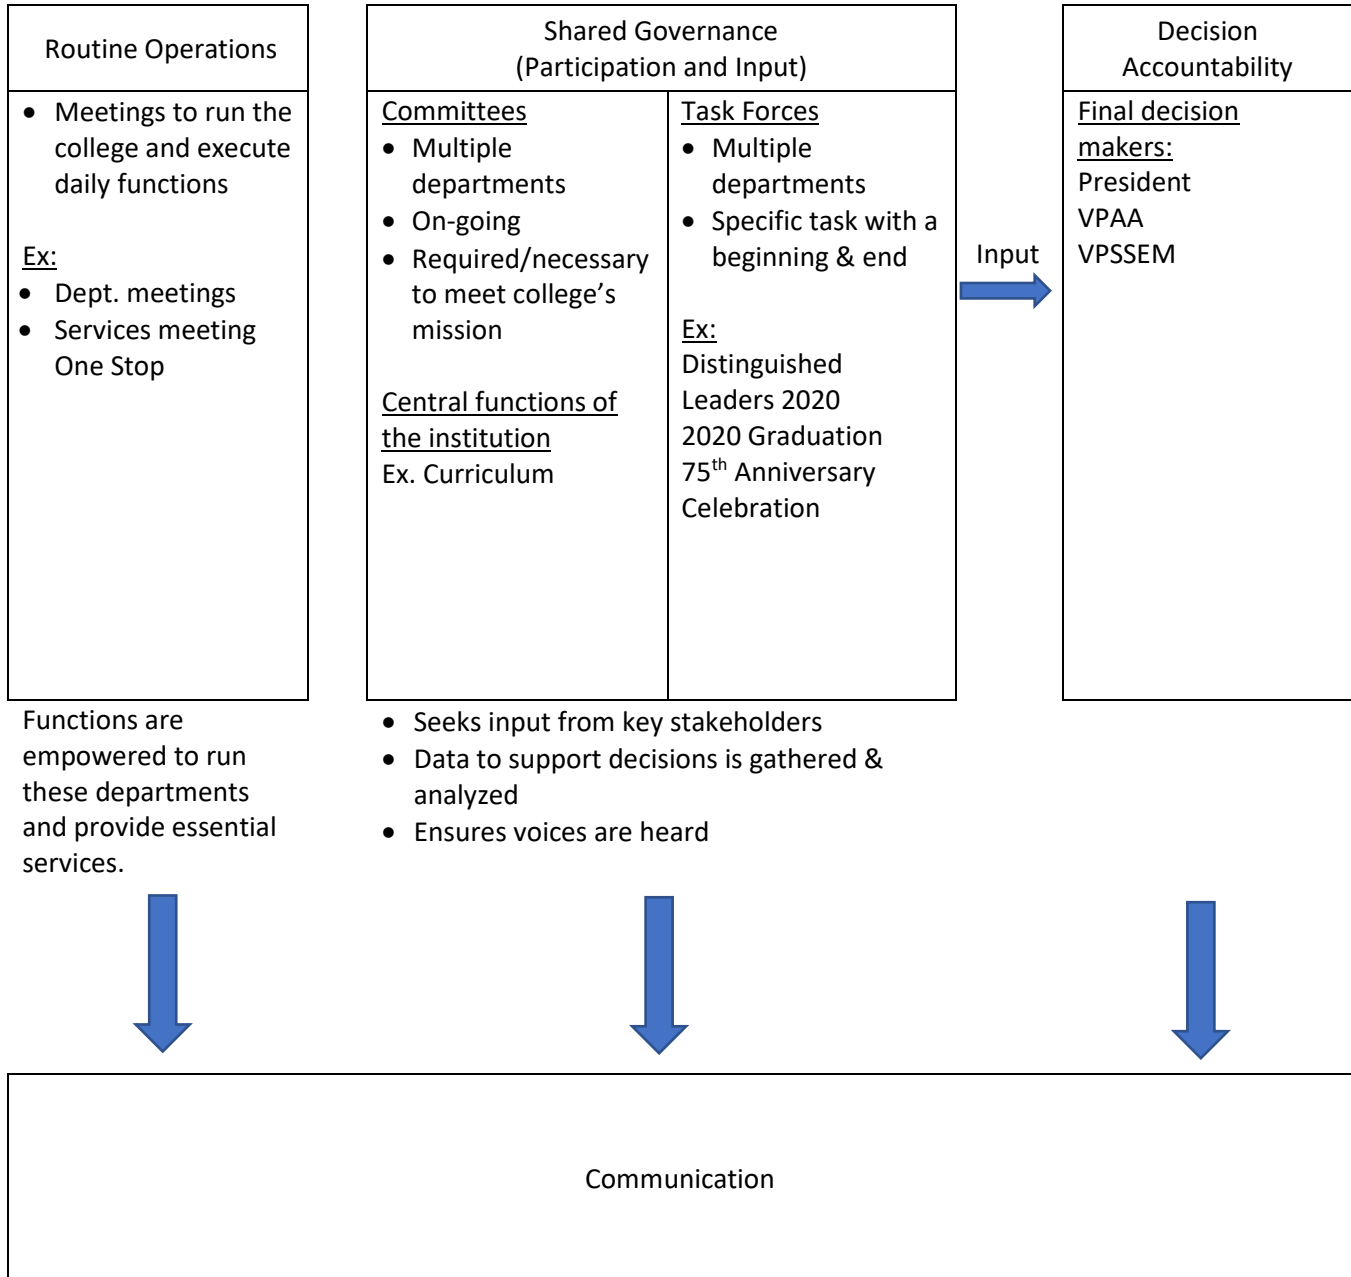 Routine Operations
• Meetings to run the
college and execute
daily functions
Ex:
• Dept. meetings
• Services meeting
One Stop
Functions are
empowered to run
these departments
and provide essential
services.
Shared Governance
(Participation and Input)
Committees
• Multiple
departments
• On-going
• Required/necessary
to meet college’s
mission
Central functions of
the institution
Ex. Curriculum
Task Forces
• Multiple
departments
• Specific task with a
beginning & end
Ex:
Distinguished
Leaders 2020
2020 Graduation
75th Anniversary
Celebration
• Seeks input from key stakeholders
• Data to support decisions is gathered &
analyzed
• Ensures voices are heard
Input
Decision
Accountability
Final decision
makers:
President
VPAA
VPSSEM
Communication